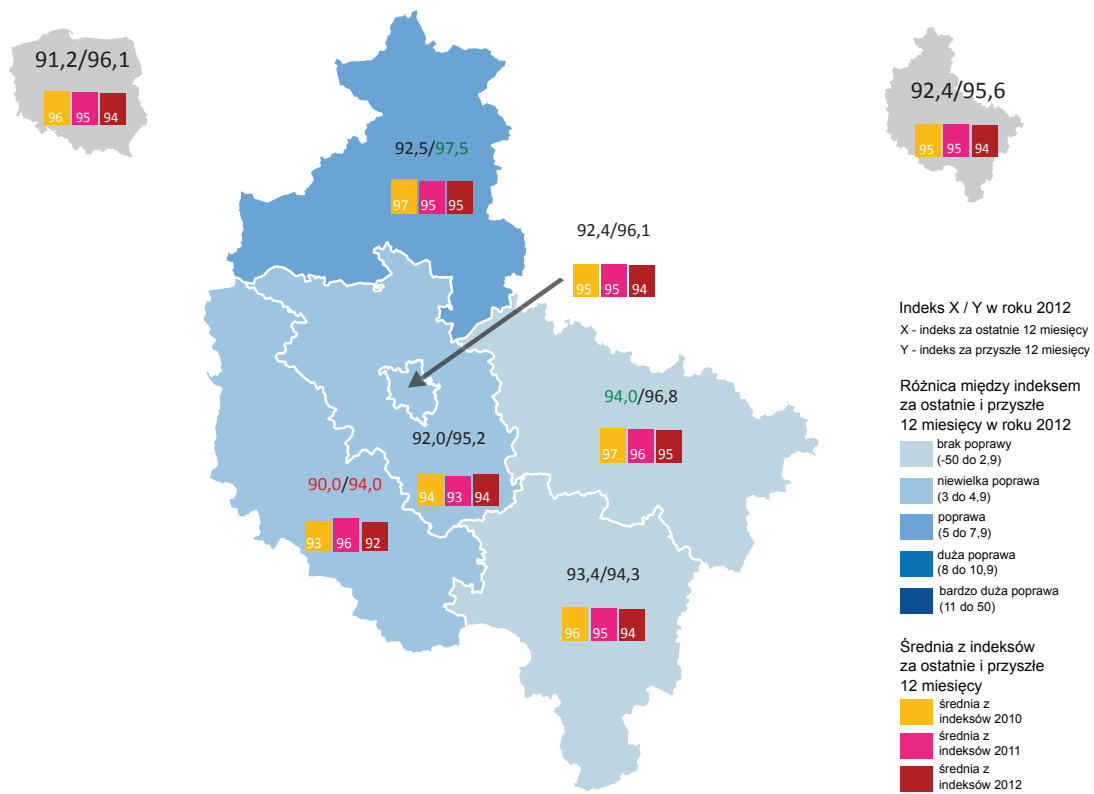 91,2/96,1
96 95 94
92,4/95,6
95 95 94
92,5/97,5
97 95 95
92,4/96,1
95 95 94
94,0/96,8
97 96 95
92,0/95,2
94 93 94
90,0/94,0
93 96 92
93,4/94,3
96 95 94
Indeks X / Y w roku 2012
X - indeks za ostatnie 12 miesięcy
Y - indeks za przyszłe 12 miesięcy
Różnica między indeksem
za ostatnie i przyszłe
12 miesięcy w roku 2012
brak poprawy
(-50 do 2,9)
niewielka poprawa
(3 do 4,9)
poprawa
(5 do 7,9)
duża poprawa
(8 do 10,9)
bardzo duża poprawa
(11 do 50)
Średnia z indeksów
za ostatnie i przyszłe
12 miesięcy
średnia z
indeksów 2010
średnia z
indeksów 2011
średnia z
indeksów 2012